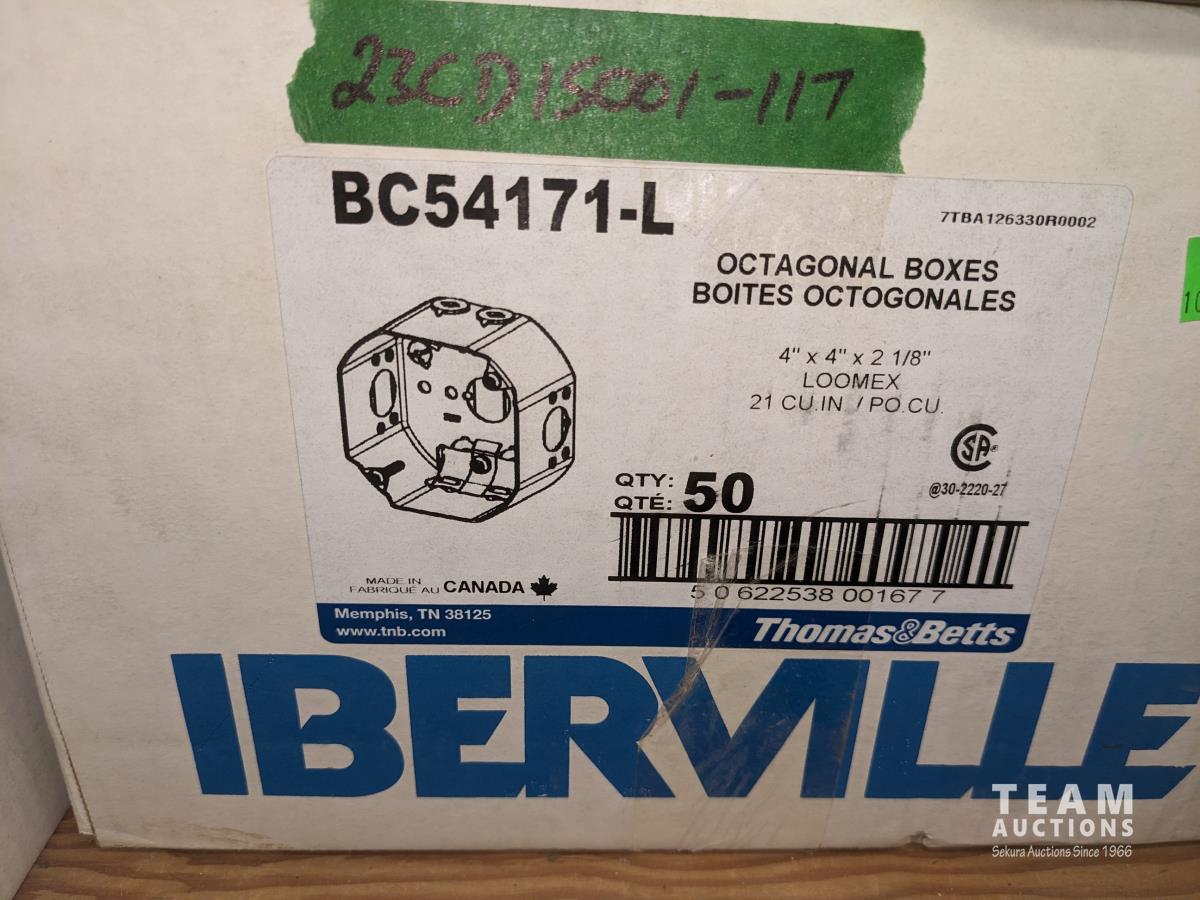 23CD15001-117
BC54171-L
7TBA126330R0002
OCTAGONAL BOXES
BOITES OCTOGONALES
4" x 4" x 2 1/8"
LOOMEX
21 CU.IN / PO.CU.
CSA
@30-2220-27
QTY:
QTÉ: 50
5 0 622538 00167 7
MADE IN
FABRIQUÉ AU CANADA
Memphis, TN 38125
www.tnb.com
Thomas&Betts
IBERVILLE
10
TEAM
AUCTIONS
Sekura Auctions Since 1966